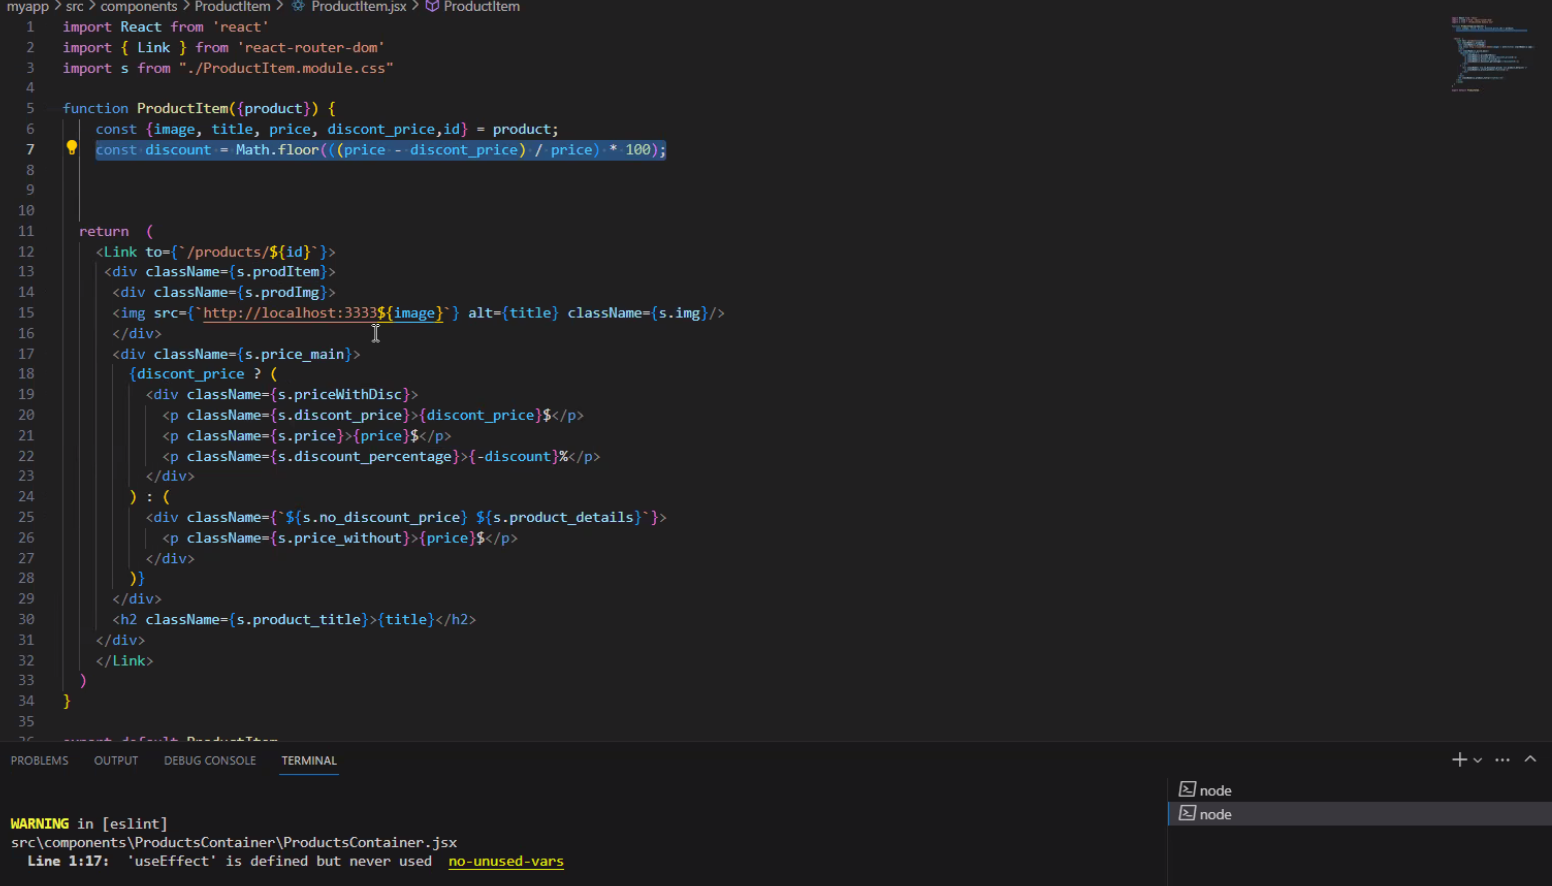 myapp > src > components > ProductItem > ProductItem.jsx > ProductItem
1 import React from 'react'
2 import { Link } from 'react-router-dom'
3 import s from "./ProductItem.module.css"
4
5 function ProductItem({product}) {
6 const {image, title, price, discont_price,id} = product;
7 const discount = Math.floor(((price - discont_price) / price) * 100);
8
9
10
11 return (
12 <Link to={`/products/${id}`}>
13 <div className={s.prodItem}>
14 <div className={s.prodImg}>
15 <img src={`http://localhost:3333${image}`} alt={title} className={s.img}/>
16 </div>
17 <div className={s.price_main}>
18 {discont_price ? (
19 <div className={s.priceWithDisc}>
20 <p className={s.discont_price}>{discont_price}$</p>
21 <p className={s.price}>{price}$</p>
22 <p className={s.discount_percentage}>{-discount}%</p>
23 </div>
24 ) : (
25 <div className={`${s.no_discount_price} ${s.product_details}`}>
26 <p className={s.price_without}>{price}$</p>
27 </div>
28 )}
29 </div>
30 <h2 className={s.product_title}>{title}</h2>
31 </div>
32 </Link>
33 )
34 }
35
36 export default ProductItem
PROBLEMS OUTPUT DEBUG CONSOLE TERMINAL
node
node
WARNING in [eslint]
src\components\ProductsContainer\ProductsContainer.jsx
Line 1:17: 'useEffect' is defined but never used no-unused-vars